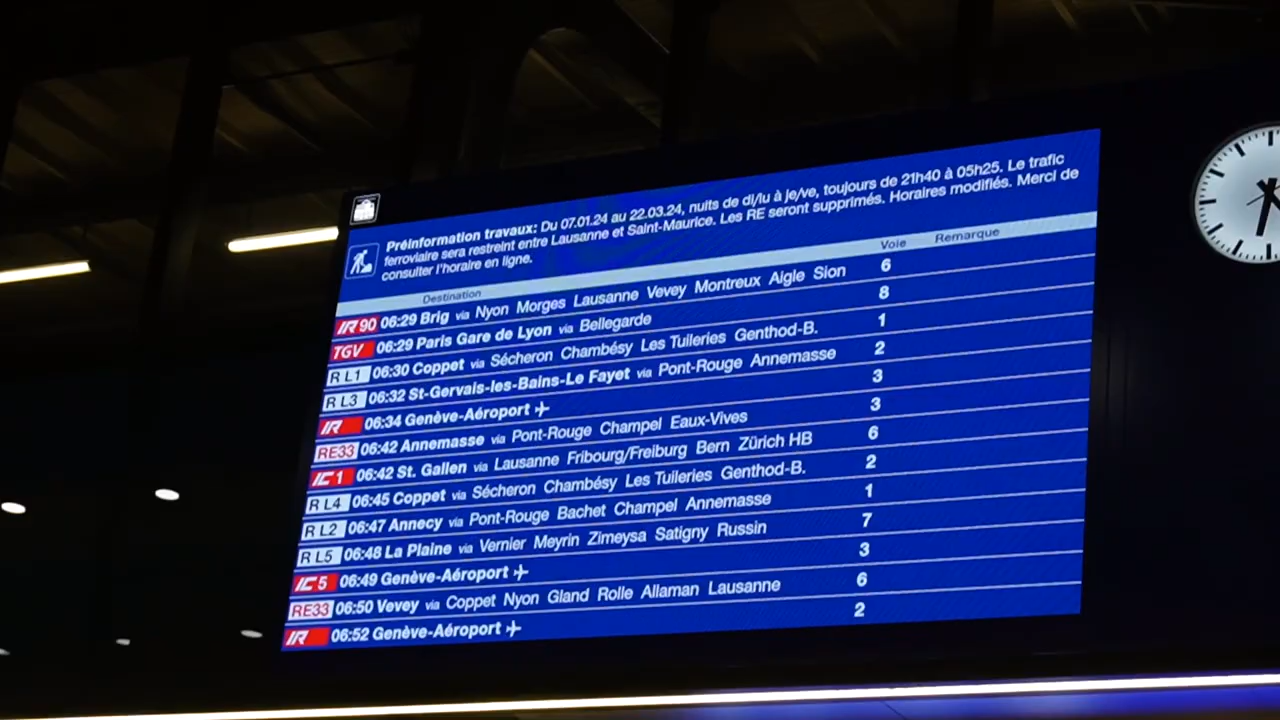 Préinformation travaux: Du 07.01.24 au 22.03.24, nuits de di/lu à je/ve, toujours de 21h40 à 05h25. Le trafic
ferroviaire sera restreint entre Lausanne et Saint-Maurice. Les RE seront supprimés. Horaires modifiés. Merci de
consulter l'horaire en ligne.
Destination Voie Remarque
IR 90 06:29 Brig via Nyon Morges Lausanne Vevey Montreux Aigle Sion 6
TGV 06:29 Paris Gare de Lyon via Bellegarde 8
R L1 06:30 Coppet via Sécheron Chambésy Les Tuileries Genthod-B. 1
R L3 06:32 St-Gervais-les-Bains-Le Fayet via Pont-Rouge Annemasse 2
IR 06:34 Genève-Aéroport 3
RE33 06:42 Annemasse via Pont-Rouge Champel Eaux-Vives 3
IC 1 06:42 St. Gallen via Lausanne Fribourg/Freiburg Bern Zürich HB 6
R L4 06:45 Coppet via Sécheron Chambésy Les Tuileries Genthod-B. 2
R L2 06:47 Annecy via Pont-Rouge Bachet Champel Annemasse 1
R L5 06:48 La Plaine via Vernier Meyrin Zimeysa Satigny Russin 7
IC 5 06:49 Genève-Aéroport 3
RE33 06:50 Vevey via Coppet Nyon Gland Rolle Allaman Lausanne 6
IR 06:52 Genève-Aéroport 2